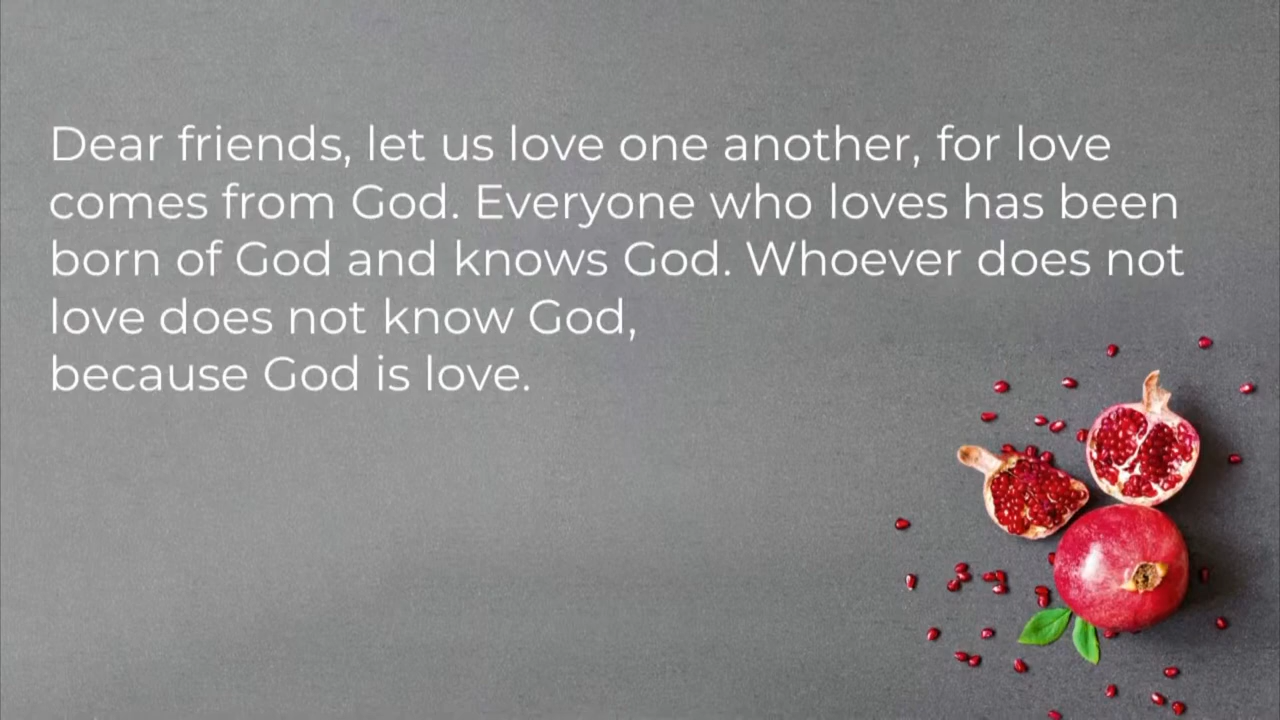 Dear friends, let us love one another, for love
comes from God. Everyone who loves has been
born of God and knows God. Whoever does not
love does not know God,
because God is love.